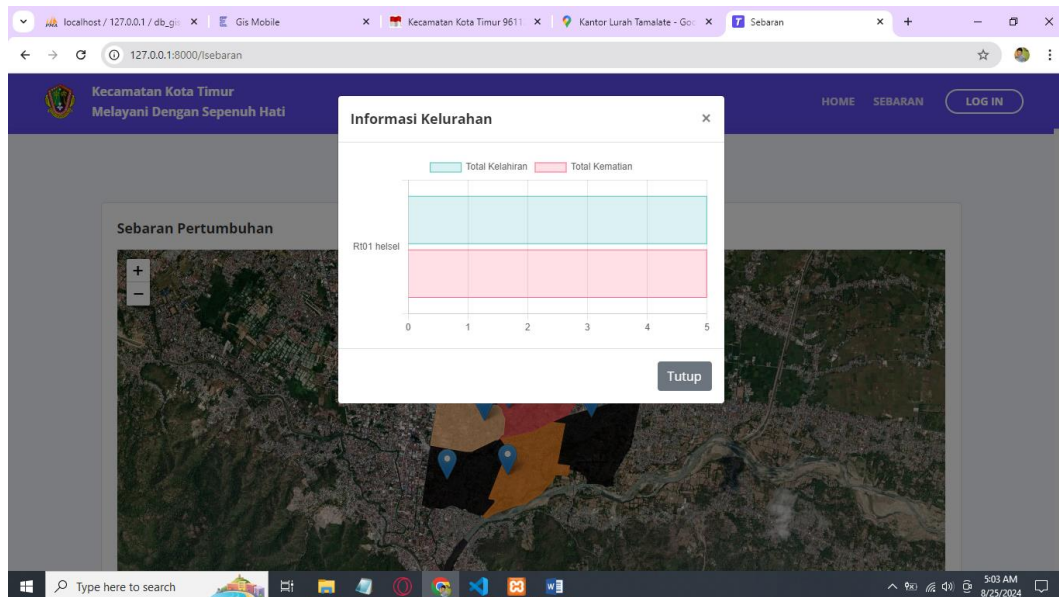 localhost / 127.0.0.1 / db_gis
Gis Mobile
Kecamatan Kota Timur 9611
Kantor Lurah Tamalate - Goo
Sebaran
127.0.0.1:8000/lsebaran
Kecamatan Kota Timur
Melayani Dengan Sepenuh Hati
HOME SEBARAN LOG IN
Informasi Kelurahan ×
Total Kelahiran Total Kematian
Rt01 helsel
0 1 2 3 4 5
Tutup
Sebaran Pertumbuhan
+
−
Type here to search
5:03 AM
8/25/2024